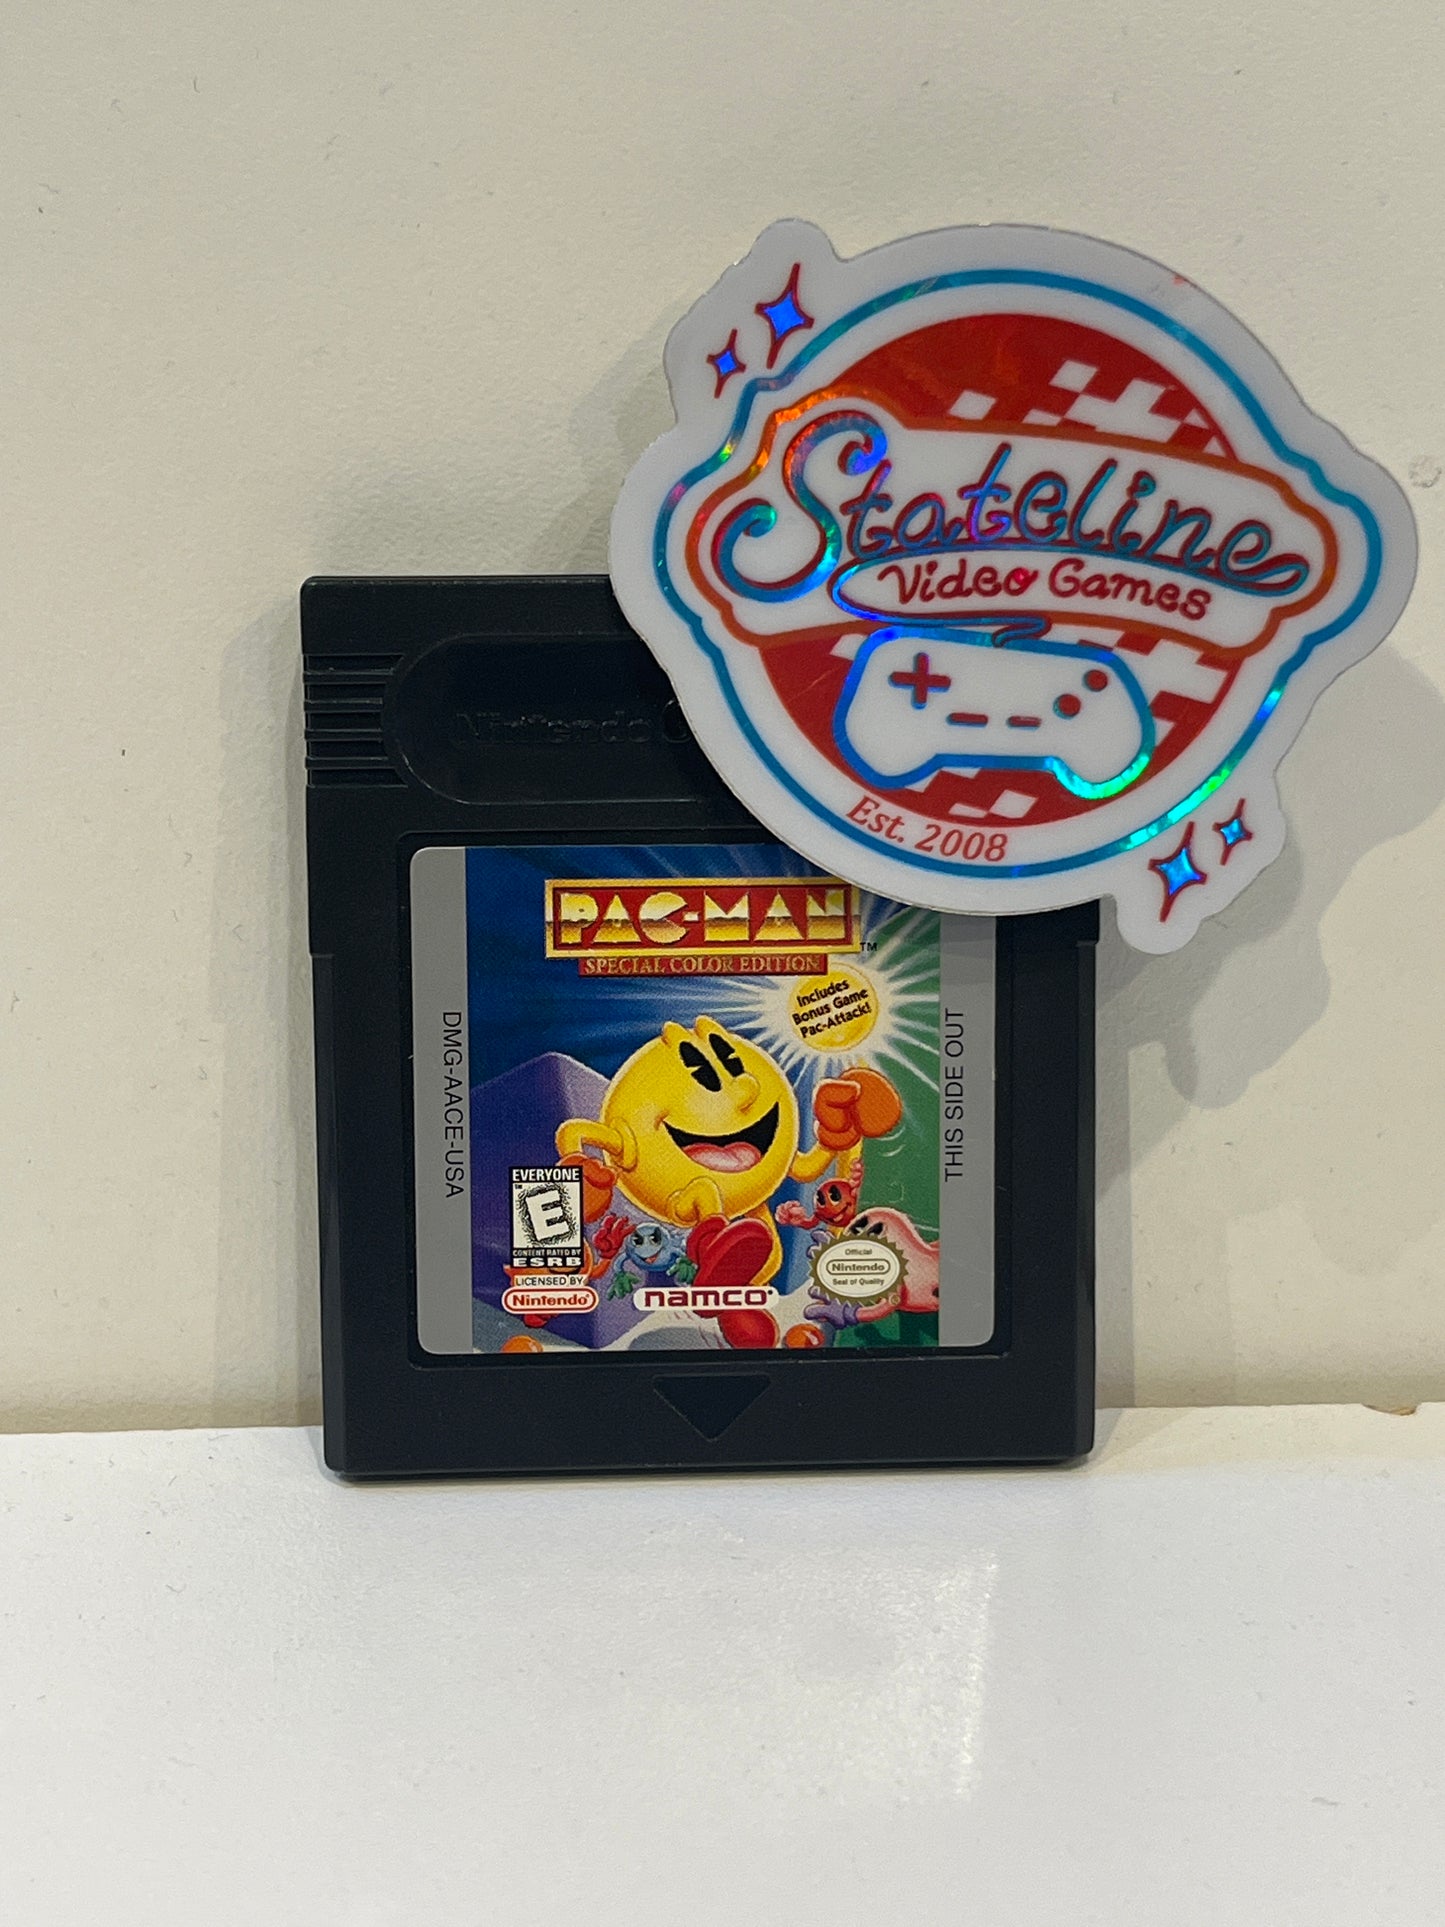 Stateline
Video Games
Est. 2008
Nintendo
PAC-MAN
TM
SPECIAL COLOR EDITION
Includes
Bonus Game
Pac-Attack!
DMG-AACE-USA
THIS SIDE OUT
EVERYONE
E
CONTENT RATED BY
ESRB
LICENSED BY
Nintendo
namco
Official
Nintendo
Seal of Quality